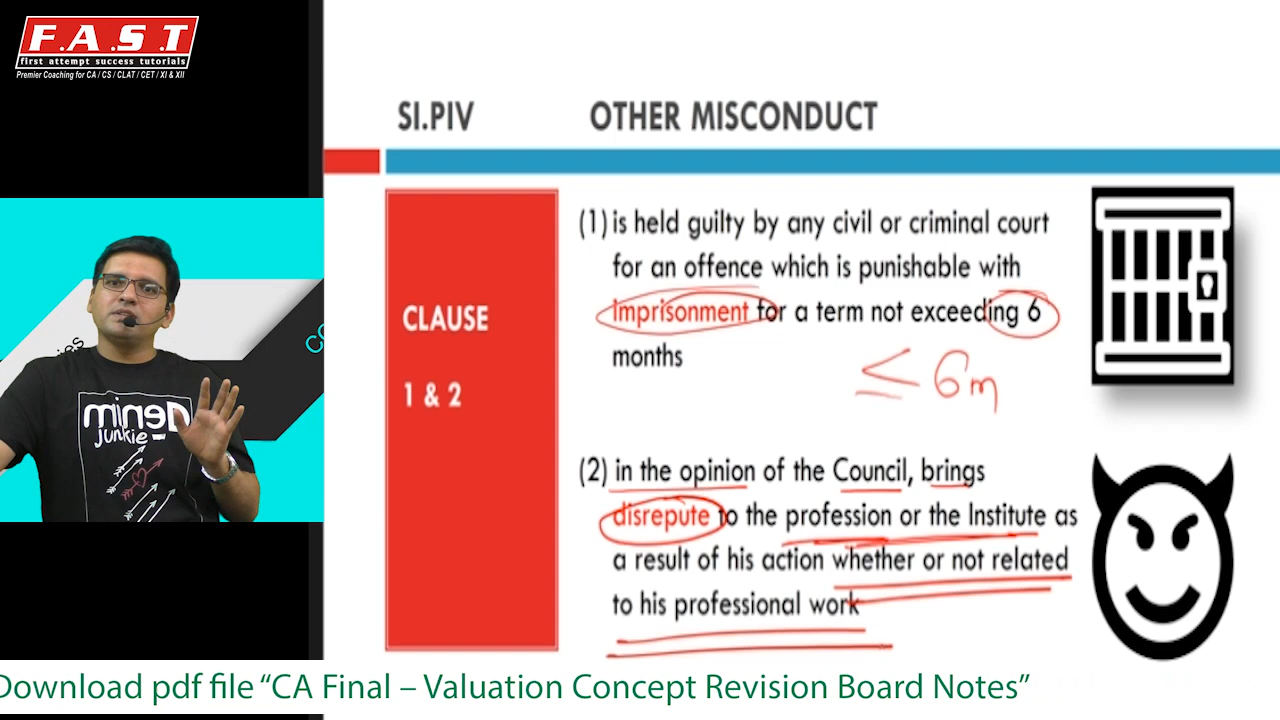 F.A.S.T
first attempt success tutorials
Premier Coaching for CA / CS / CLAT / CET / XI & XII
SI.PIV OTHER MISCONDUCT
CLAUSE
1 & 2
(1) is held guilty by any civil or criminal court
for an offence which is punishable with
imprisonment for a term not exceeding 6
months
≤ 6m
(2) in the opinion of the Council, brings
disrepute to the profession or the Institute as
a result of his action whether or not related
to his professional work
denim
junkie
Download pdf file “CA Final – Valuation Concept Revision Board Notes”